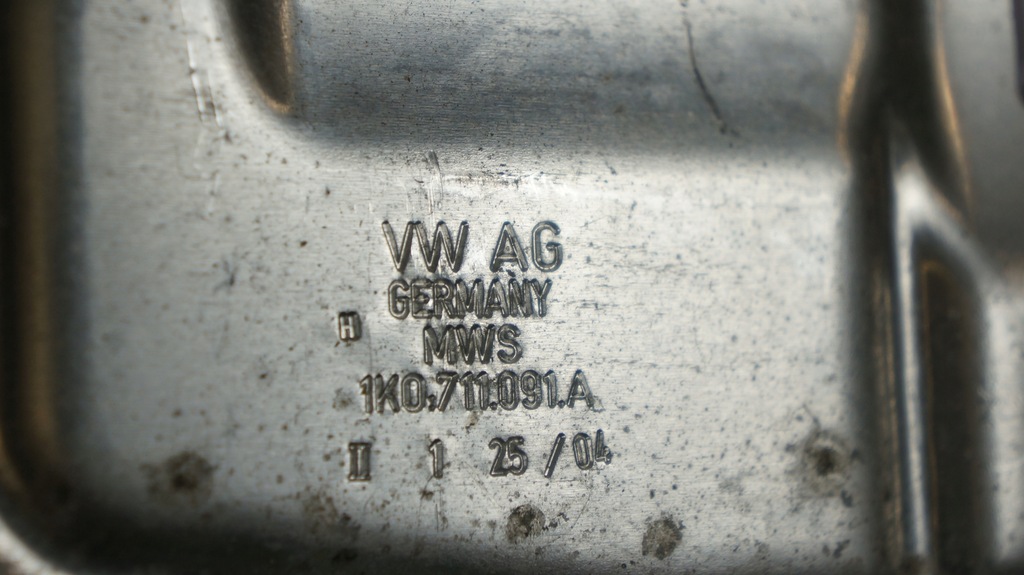 VW AG
GERMANY
H
MWS
1K0.711.091.A
II 1 25 / 04